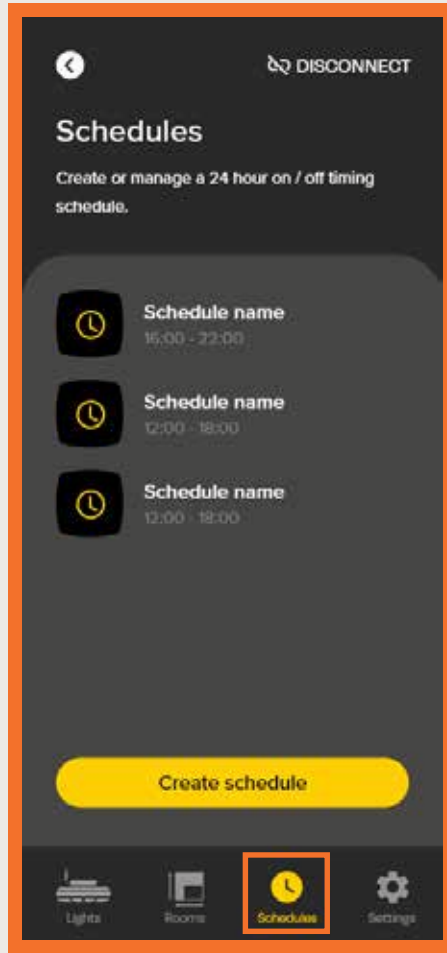 DISCONNECT
Schedules
Create or manage a 24 hour on / off timing
schedule.
Schedule name
16:00 - 22:00
Schedule name
12:00 - 18:00
Schedule name
12:00 - 18:00
Create schedule
Lights Rooms Schedules Settings